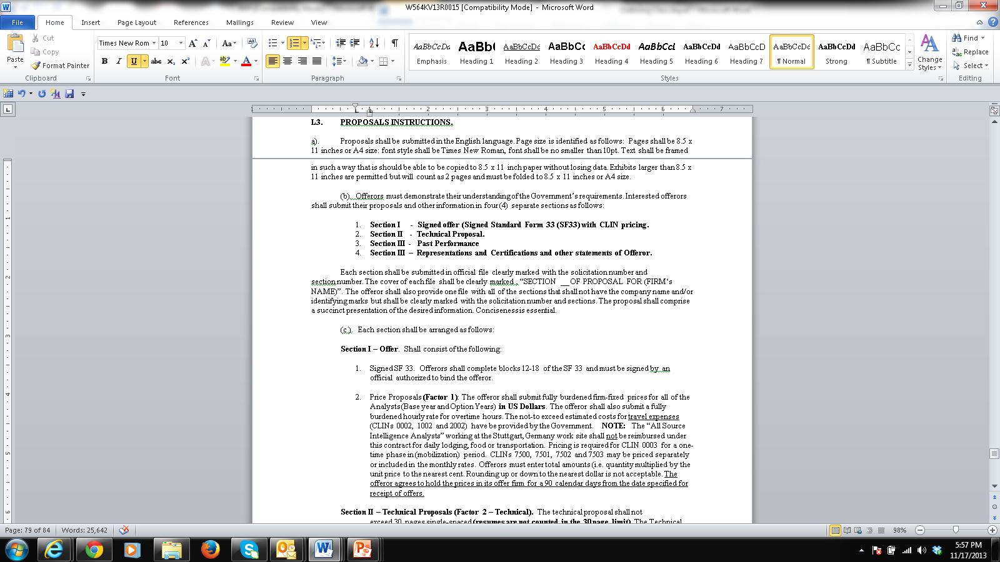 W564KV13R0015 [Compatibility Mode] - Microsoft Word
File Home Insert Page Layout References Mailings Review View
Paste
Cut
Copy
Format Painter
Clipboard
Times New Rom 10
Font
Paragraph
AaBbCcDc AaBbC AaBbCcDc AaBbCc AaBbCcDd AaBbCcL AaBbCcDd AaBbCcD AaBbCcDc AaBbCcDd AaBbCc
Emphasis Heading 1 Heading 2 Heading 3 Heading 4 Heading 5 Heading 6 Heading 7 ¶ Normal Strong ¶ Subtitle
Change Styles
Styles
Find
Replace
Select
Editing
L3. PROPOSALS INSTRUCTIONS.
a). Proposals shall be submitted in the English language. Page size is identified as follows: Pages shall be 8.5 x
11 inches or A4 size: font style shall be Times New Roman, font shall be no smaller than 10pt. Text shall be framed
in such a way that is should be able to be copied to 8.5 x 11 inch paper without losing data. Exhibits larger than 8.5 x
11 inches are permitted but will count as 2 pages and must be folded to 8.5 x 11 inches or A4 size.
(b). Offerors must demonstrate their understanding of the Government's requirements. Interested offerors
shall submit their proposals and other information in four (4) separate sections as follows:
1. Section I - Signed offer (Signed Standard Form 33 (SF33) with CLIN pricing.
2. Section II - Technical Proposal.
3. Section III - Past Performance
4. Section III – Representations and Certifications and other statements of Offeror.
Each section shall be submitted in official file clearly marked with the solicitation number and
section number. The cover of each file shall be clearly marked , “SECTION __ OF PROPOSAL FOR (FIRM‘s
NAME)”. The offeror shall also provide one file with all of the sections that shall not have the company name and/or
identifying marks but shall be clearly marked with the solicitation number and sections. The proposal shall comprise
a succinct presentation of the desired information. Conciseness is essential.
(c ). Each section shall be arranged as follows:
Section I – Offer. Shall consist of the following:
1. Signed SF 33. Offerors shall complete blocks 12-18 of the SF 33 and must be signed by an
official authorized to bind the offeror.
2. Price Proposals (Factor 1): The offeror shall submit fully burdened firm-fixed prices for all of the
Analysts (Base year and Option Years) in US Dollars. The offeror shall also submit a fully
burdened hourly rate for overtime hours. The not-to exceed estimated costs for travel expenses
(CLINs 0002, 1002 and 2002) have be provided by the Government. NOTE: The “All Source
Intelligence Analysts” working at the Stuttgart, Germany work site shall not be reimbursed under
this contract for daily lodging, food or transportation. Pricing is required for CLIN 0003 for a one-
time phase in (mobilization) period. CLINs 7500, 7501, 7502 and 7503 may be priced separately
or included in the monthly rates. Offerors must enter total amounts (i.e. quantity multiplied by the
unit price to the nearest cent. Rounding up or down to the nearest dollar is not acceptable. The
offeror agrees to hold the prices in its offer firm for a 90 calendar days from the date specified for
receipt of offers.
Section II – Technical Proposals (Factor 2 – Technical). The technical proposal shall not
exceed 30 pages single-spaced (resumes are not counted in the 30 page limit). The Technical
Page: 79 of 84 Words: 25,642 98%
5:57 PM
11/17/2013